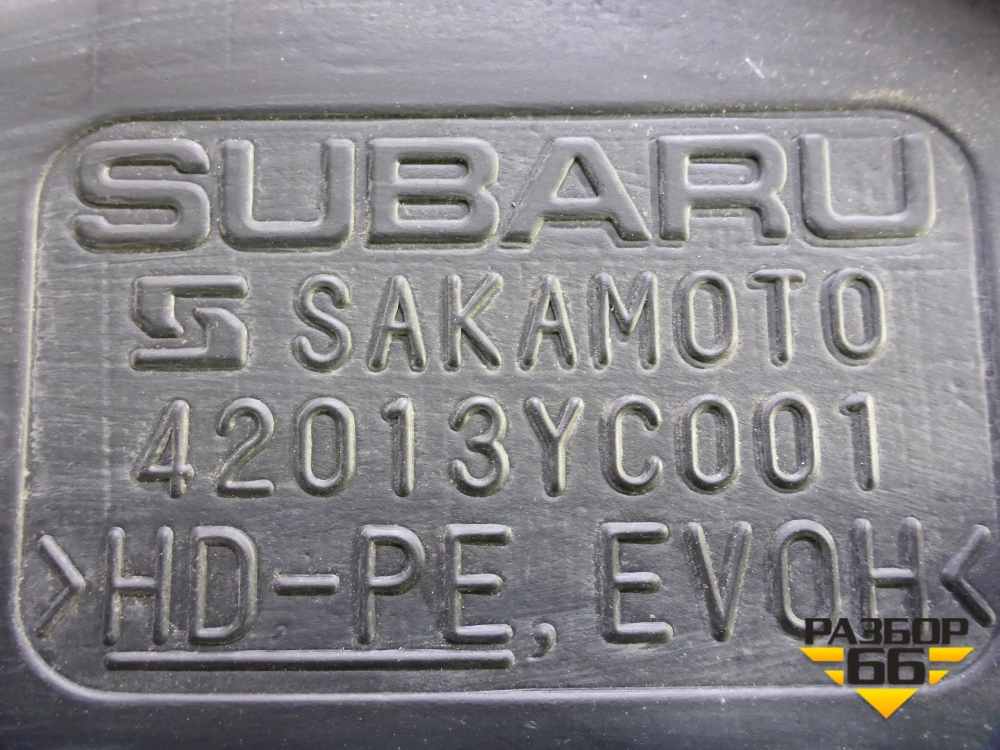 SUBARU
SAKAMOTO
42013YC001
>HD-PE, EVOH<
РАЗБОР
66